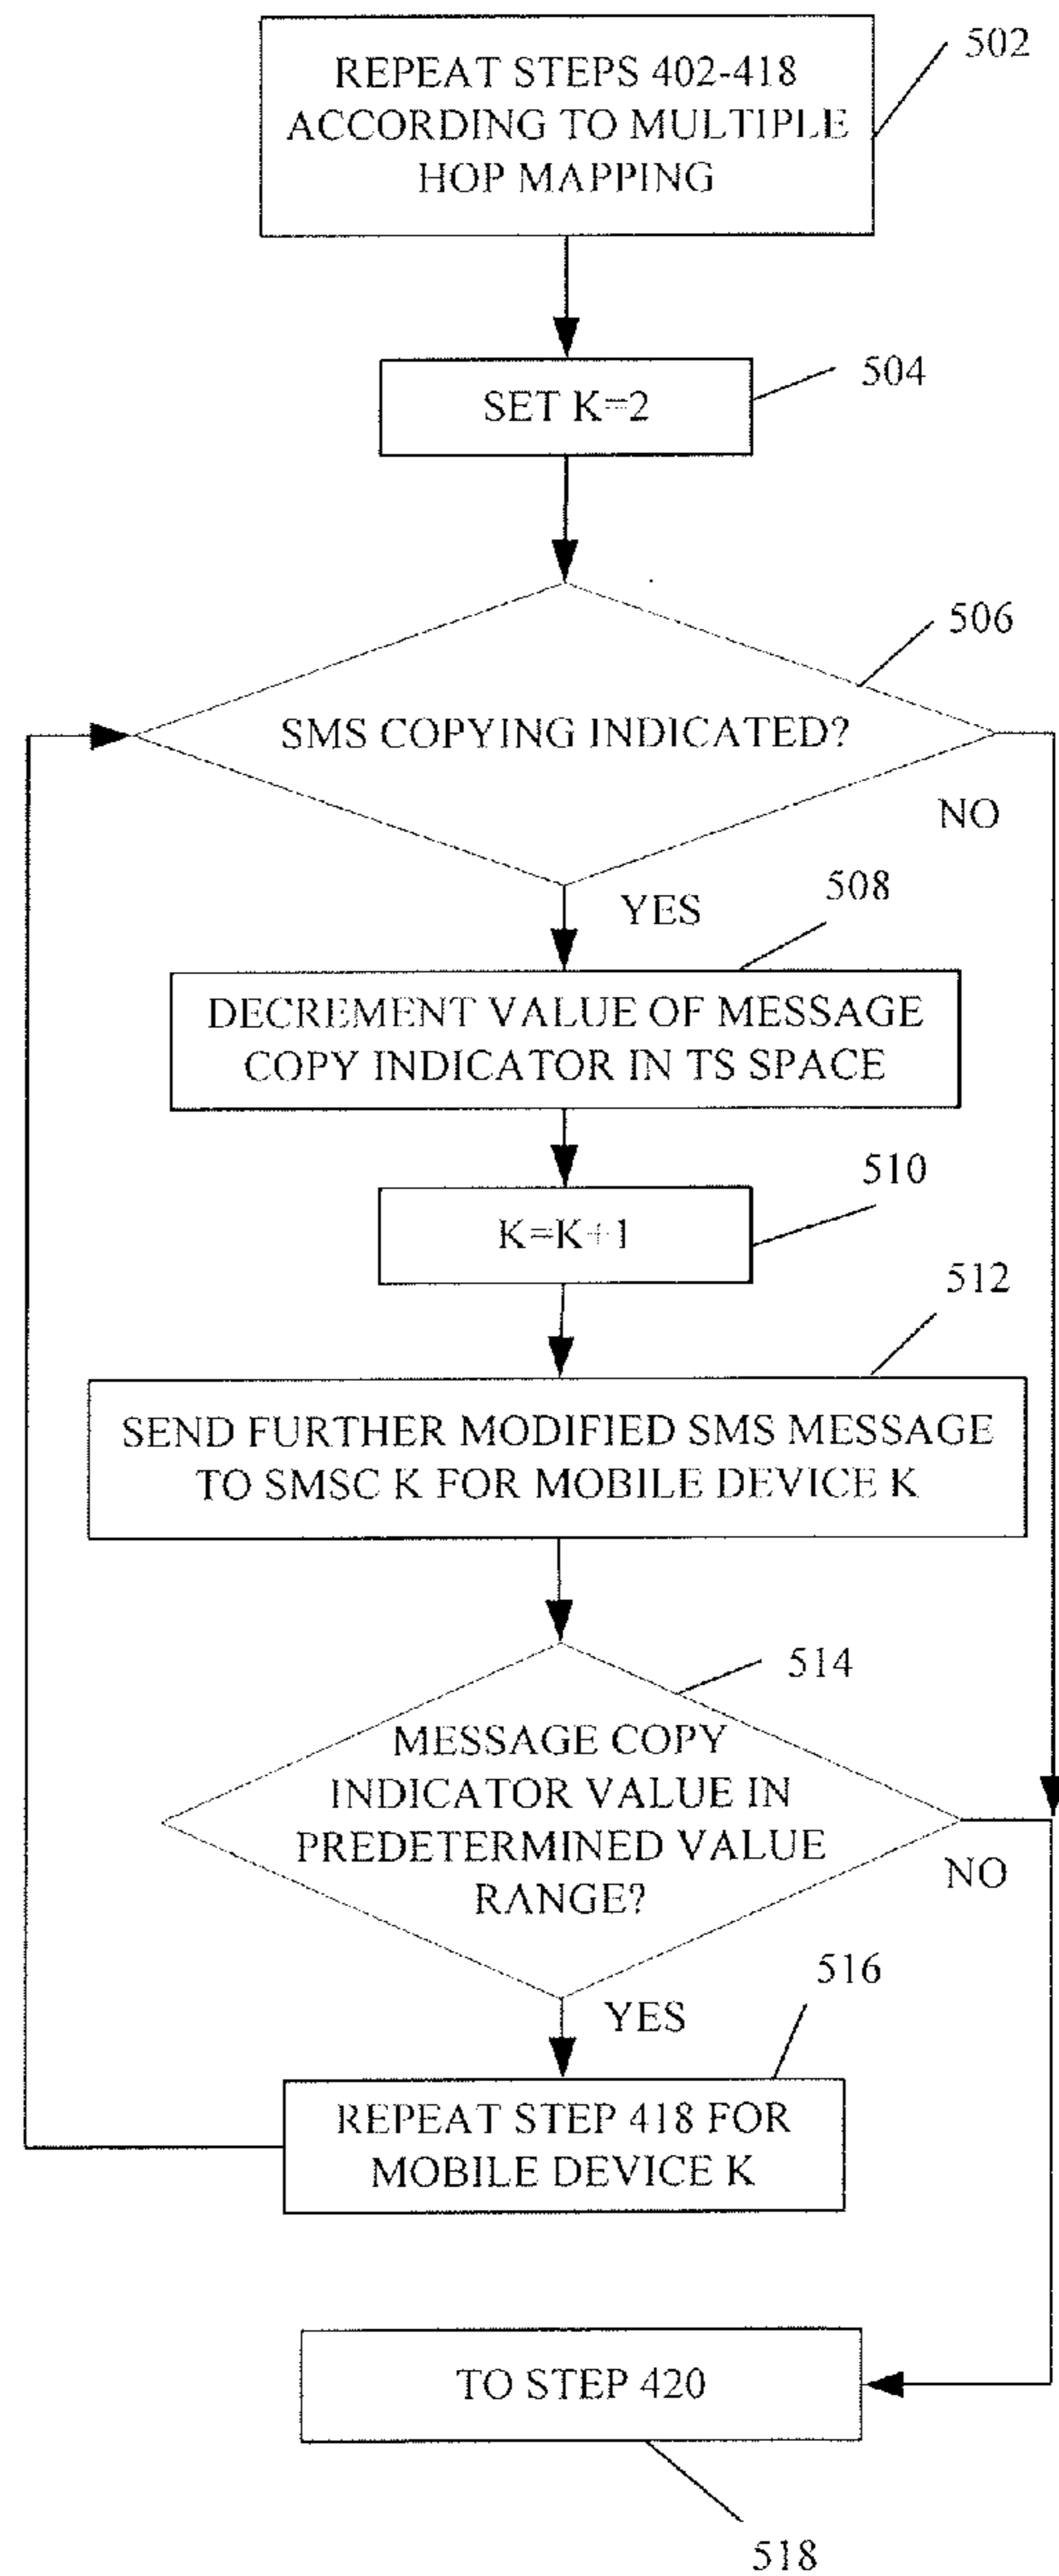 502
REPEAT STEPS 402-418
ACCORDING TO MULTIPLE
HOP MAPPING
504
SET K=2
506
SMS COPYING INDICATED?
NO
YES
508
DECREMENT VALUE OF MESSAGE
COPY INDICATOR IN TS SPACE
510
K=K+1
512
SEND FURTHER MODIFIED SMS MESSAGE
TO SMSC K FOR MOBILE DEVICE K
514
MESSAGE COPY
INDICATOR VALUE IN
PREDETERMINED VALUE
RANGE?
NO
YES
516
REPEAT STEP 418 FOR
MOBILE DEVICE K
TO STEP 420
518